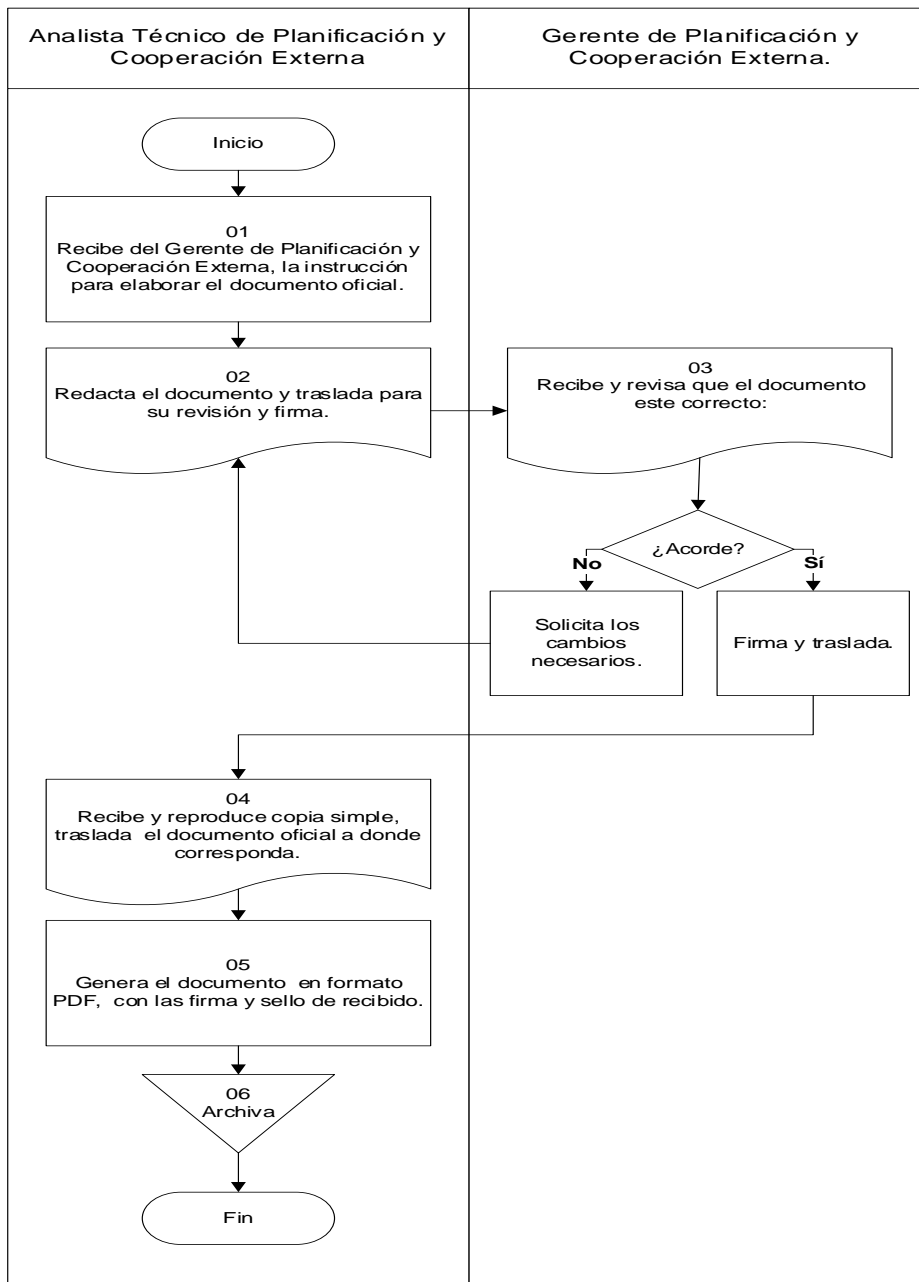 Analista Técnico de Planificación y
Cooperación Externa
Gerente de Planificación y
Cooperación Externa.
Inicio
01
Recibe del Gerente de Planificación y
Cooperación Externa, la instrucción
para elaborar el documento oficial.
02
Redacta el documento y traslada para
su revisión y firma.
03
Recibe y revisa que el documento
este correcto:
¿Acorde?
No
Sí
Solicita los
cambios
necesarios.
Firma y traslada.
04
Recibe y reproduce copia simple,
traslada el documento oficial a donde
corresponda.
05
Genera el documento en formato
PDF, con las firma y sello de recibido.
06
Archiva
Fin